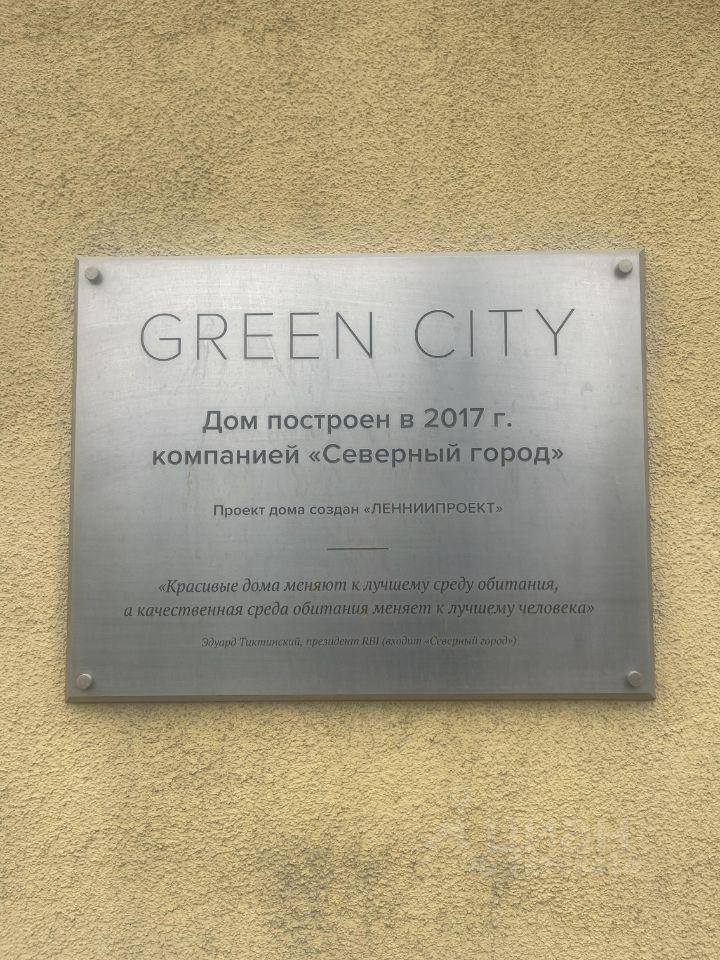 GREEN CITY
Дом построен в 2017 г.
компанией «Северный город»
Проект дома создан «ЛЕННИИПРОЕКТ»
«Красивые дома меняют к лучшему среду обитания,
а качественная среда обитания меняет к лучшему человека»
Эдуард Тиктинский, президент RBI (входит «Северный город»)
циан